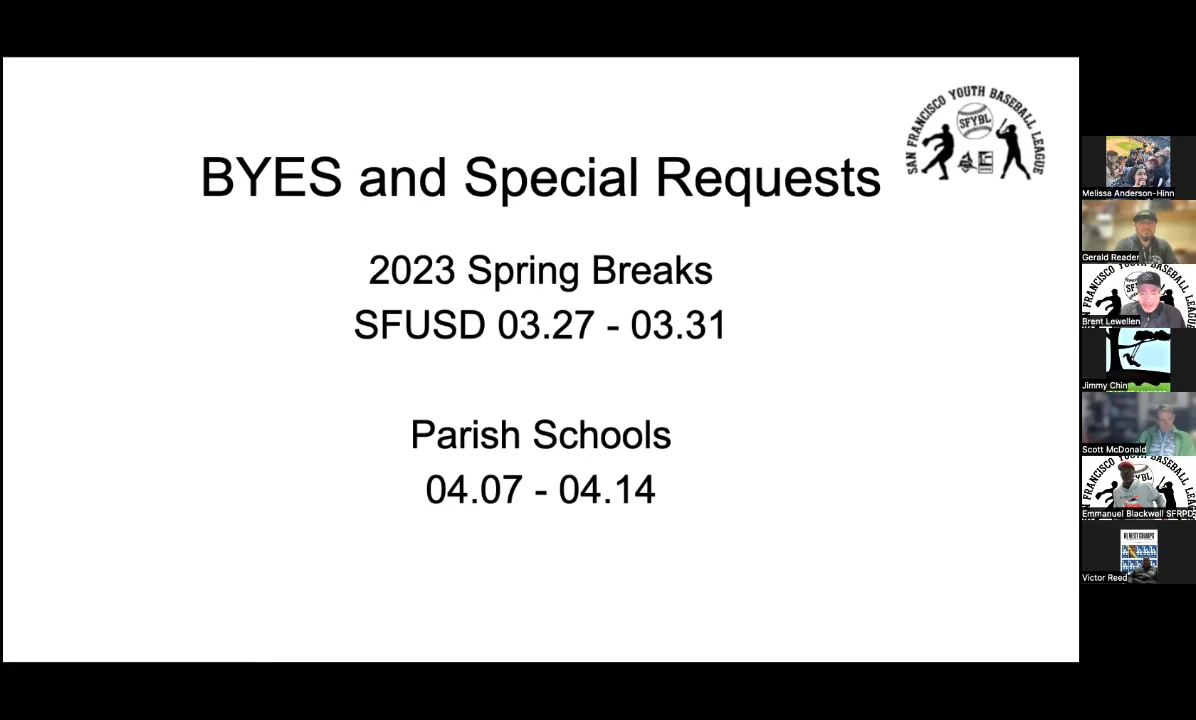 BYES and Special Requests
2023 Spring Breaks
SFUSD 03.27 - 03.31
Parish Schools
04.07 - 04.14
SAN FRANCISCO YOUTH BASEBALL LEAGUE
SFYBL
Melissa Anderson-Hinn
Gerald Reader
Brent Lewellen
Jimmy Chin
Scott McDonald
Emmanuel Blackwell SFRPD
Victor Reed